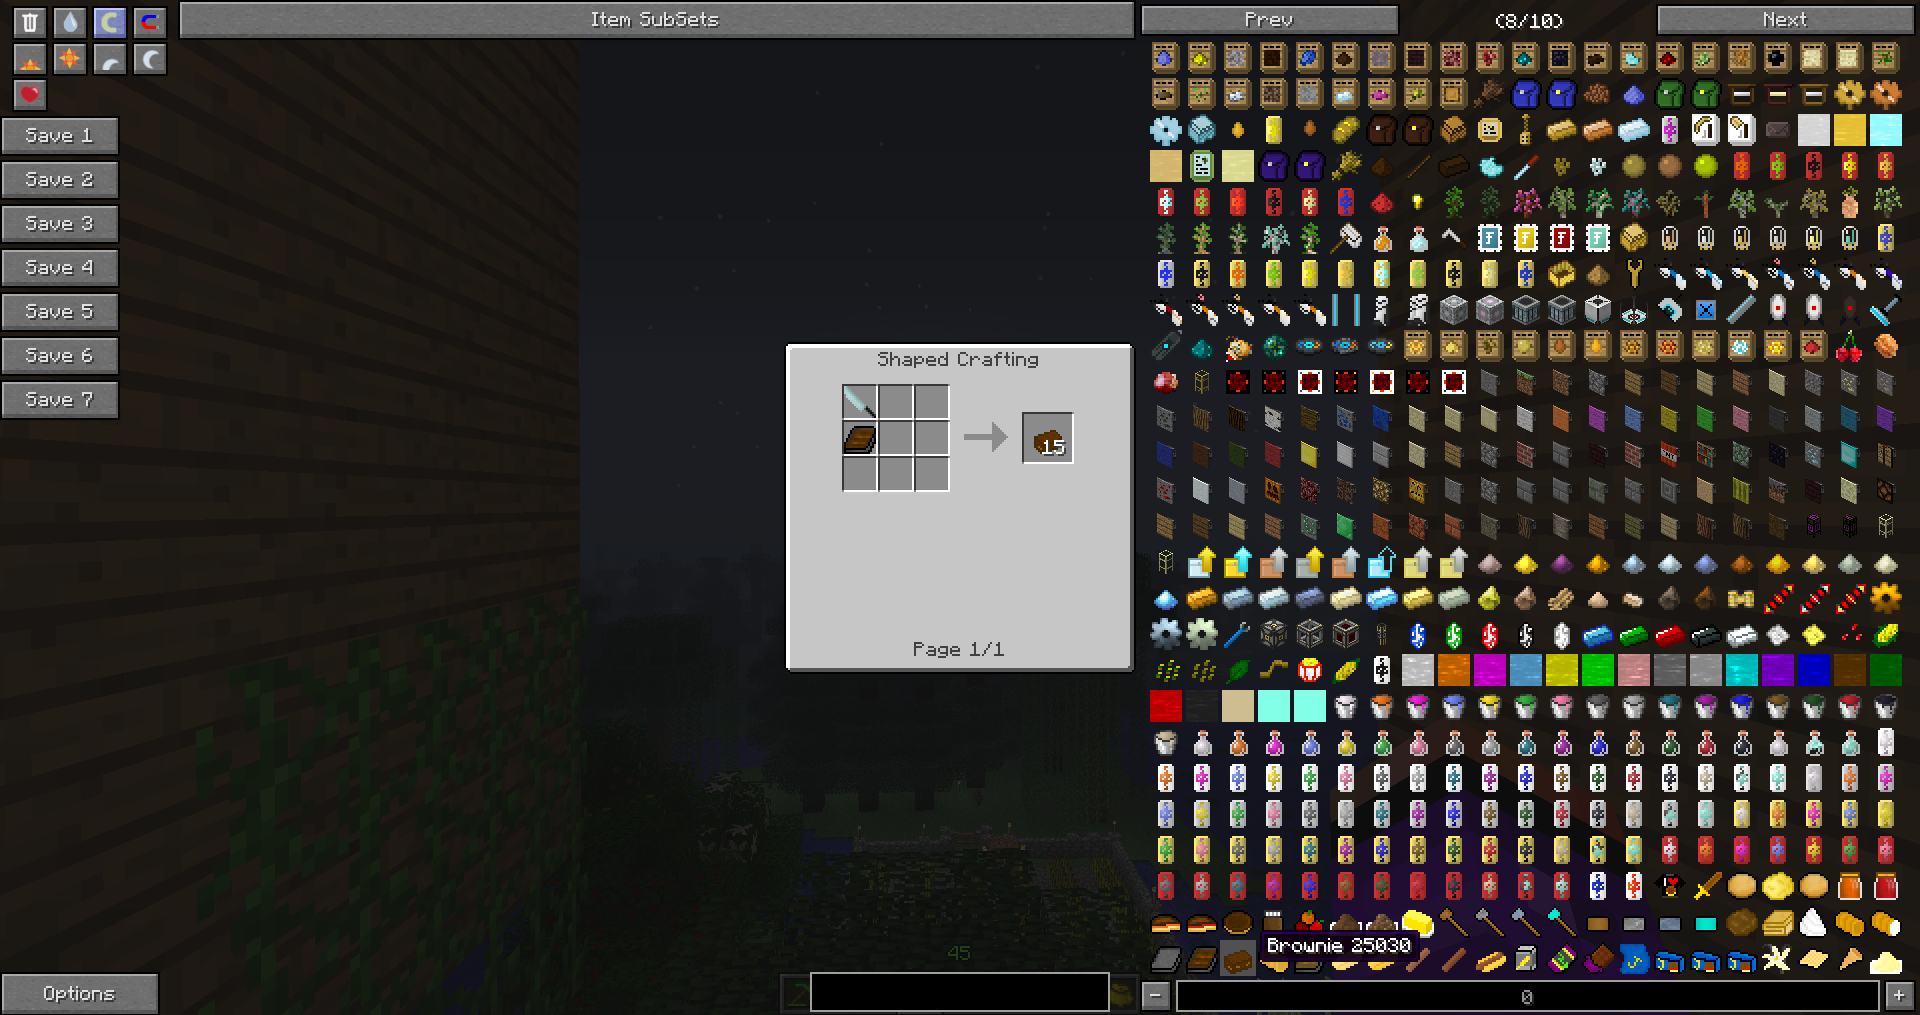 Item SubSets
Prev
(8/10)
Next
Save 1
Save 2
Save 3
Save 4
Save 5
Save 6
Save 7
Shaped Crafting
15
Page 1/1
Brownie 25030
45
Options
-
0
+